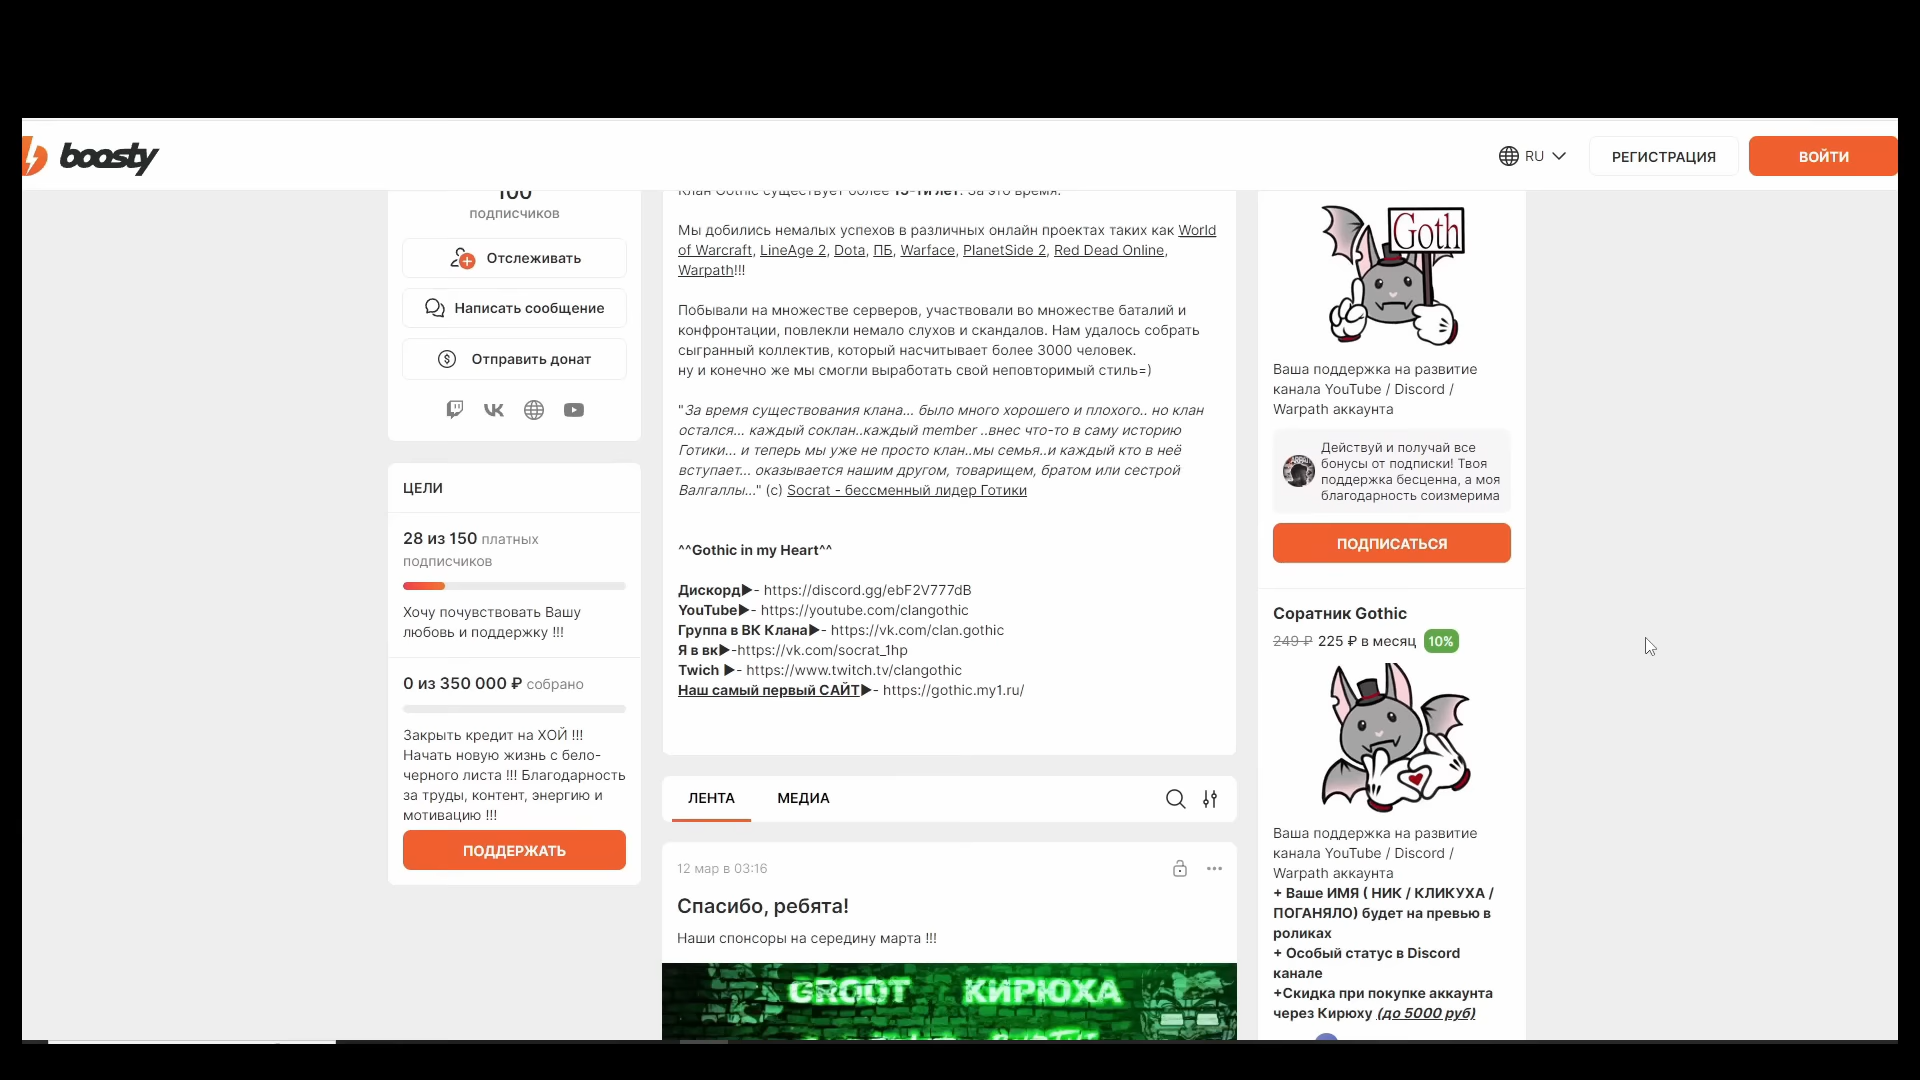 boosty
RU
РЕГИСТРАЦИЯ
ВОЙТИ
100
подписчиков
Отслеживать
Написать сообщение
Отправить донат
ЦЕЛИ
28 из 150 платных
подписчиков
Хочу почувствовать Вашу
любовь и поддержку !!!
0 из 350 000 ₽ собрано
Закрыть кредит на ХОЙ !!!
Начать новую жизнь с бело-
черного листа !!! Благодарность
за труды, контент, энергию и
мотивацию !!!
ПОДДЕРЖАТЬ
Клан Gothic существует более 15-ти лет. За это время:
Мы добились немалых успехов в различных онлайн проектах таких как World
of Warcraft, LineAge 2, Dota, ПБ, Warface, PlanetSide 2, Red Dead Online,
Warpath!!!
Побывали на множестве серверов, участвовали во множестве баталий и
конфронтации, повлекли немало слухов и скандалов. Нам удалось собрать
сыгранный коллектив, который насчитывает более 3000 человек.
ну и конечно же мы смогли выработать свой неповторимый стиль=)
"За время существования клана... было много хорошего и плохого.. но клан
остался... каждый соклан..каждый member ..внес что-то в саму историю
Готики... и теперь мы уже не просто клан..мы семья..и каждый кто в неё
вступает... оказывается нашим другом, товарищем, братом или сестрой
Валгаллы..." (с) Socrat - бессменный лидер Готики
^^Gothic in my Heart^^
Дискорд▶- https://discord.gg/ebF2V777dB
YouTube▶- https://youtube.com/clangothic
Группа в ВК Клана▶- https://vk.com/clan.gothic
Я в вк▶-https://vk.com/socrat_1hp
Twich ▶- https://www.twitch.tv/clangothic
Наш самый первый САЙТ▶- https://gothic.my1.ru/
ЛЕНТА
МЕДИА
12 мар в 03:16
Спасибо, ребята!
Наши спонсоры на середину марта !!!
GROOT КИРЮХА
Goth
Ваша поддержка на развитие
канала YouTube / Discord /
Warpath аккаунта
Действуй и получай все
бонусы от подписки! Твоя
поддержка бесценна, а моя
благодарность соизмерима
ПОДПИСАТЬСЯ
Соратник Gothic
249 ₽ 225 ₽ в месяц 10%
Ваша поддержка на развитие
канала YouTube / Discord /
Warpath аккаунта
+ Ваше ИМЯ ( НИК / КЛИКУХА /
ПОГАНЯЛО) будет на превью в
роликах
+ Особый статус в Discord
канале
+Скидка при покупке аккаунта
через Кирюху (до 5000 руб)